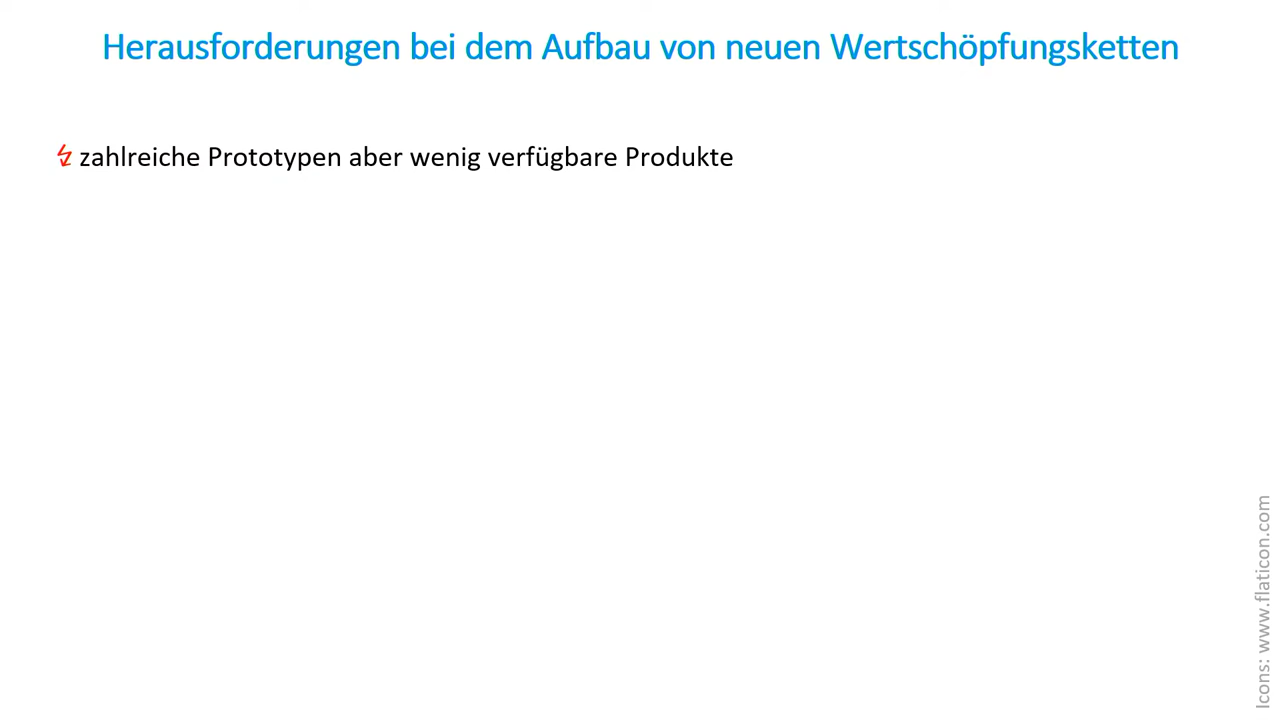 Herausforderungen bei dem Aufbau von neuen Wertschöpfungsketten
↯ zahlreiche Prototypen aber wenig verfügbare Produkte
Icons: www.flaticon.com